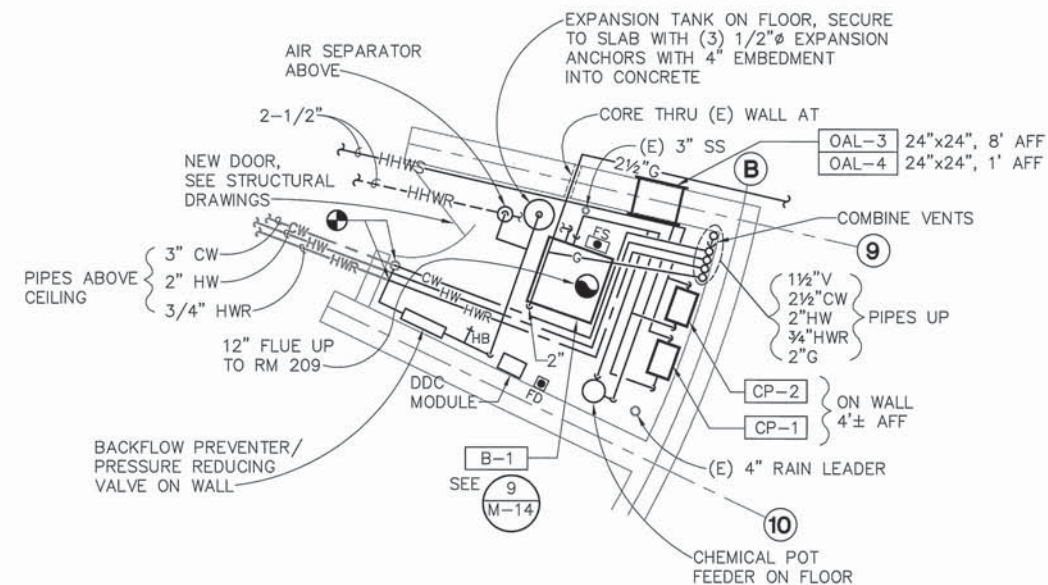 EXPANSION TANK ON FLOOR, SECURE
TO SLAB WITH (3) 1/2"ø EXPANSION
ANCHORS WITH 4" EMBEDMENT
INTO CONCRETE
AIR SEPARATOR
ABOVE
CORE THRU (E) WALL AT
2-1/2"
(E) 3" SS
OAL-3 24"x24", 8' AFF
OAL-4 24"x24", 1' AFF
2½"G
B
HHWS
NEW DOOR,
SEE STRUCTURAL
DRAWINGS
HHWR
COMBINE VENTS
FS
9
G
CW
HW
HWR
PIPES ABOVE
CEILING
3" CW
2" HW
3/4" HWR
CW
HW
HWR
1½"V
2½"CW
2"HW
¾"HWR
2"G
PIPES UP
HB
2"
12" FLUE UP
TO RM 209
DDC
MODULE
FD
CP-2
CP-1
ON WALL
4'± AFF
BACKFLOW PREVENTER/
PRESSURE REDUCING
VALVE ON WALL
B-1
SEE
9
M-14
(E) 4" RAIN LEADER
10
CHEMICAL POT
FEEDER ON FLOOR